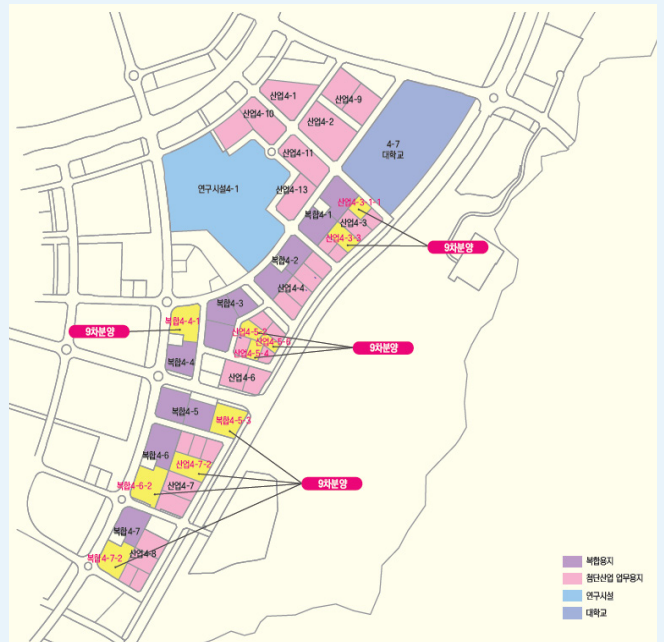 산업4-1
산업4-9
산업4-10
산업4-2
4-7
대학교
산업4-11
연구시설4-1
산업4-13
산업4-3-1-1
복합4-1
산업4-3
산업4-3-3
9차분양
복합4-2
산업4-4
복합4-3
복합4-4-1
9차분양
산업4-5-2
산업4-5-4
9차분양
복합4-4
산업4-6
복합4-5
복합4-5-3
복합4-6
산업4-7-2
복합4-6-2
산업4-7
9차분양
복합4-7
복합4-7-2
산업4-8
복합용지
첨단산업 업무용지
연구시설
대학교